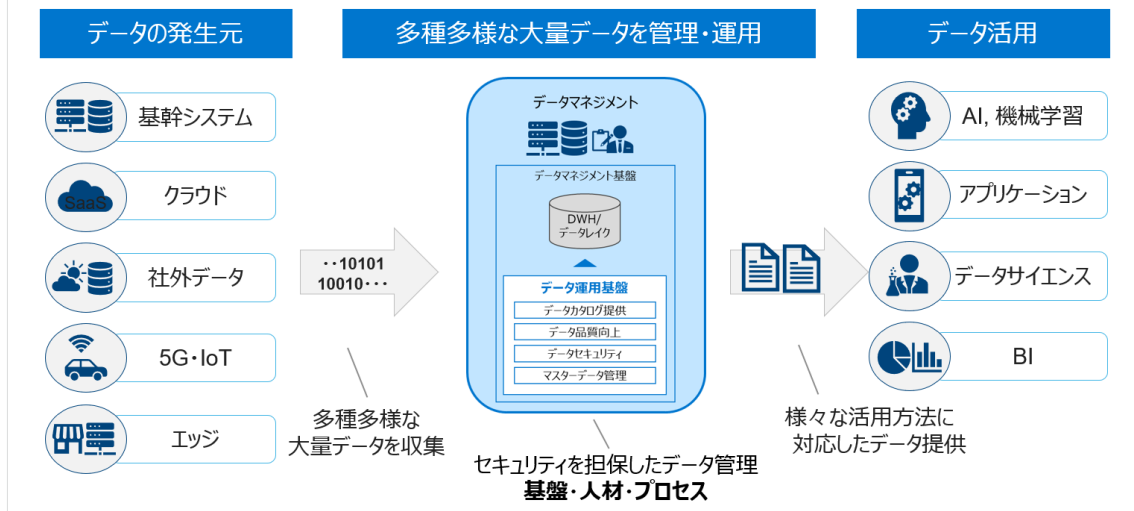 データの発生元
多種多様な大量データを管理・運用
データ活用
基幹システム
SaaS
クラウド
社外データ
5G・IoT
エッジ
･･10101
10010･･･
多種多様な
大量データを収集
データマネジメント
データマネジメント基盤
DWH/
データレイク
データ運用基盤
データカタログ提供
データ品質向上
データセキュリティ
マスターデータ管理
セキュリティを担保したデータ管理
基盤・人材・プロセス
様々な活用方法に
対応したデータ提供
AI, 機械学習
アプリケーション
データサイエンス
BI